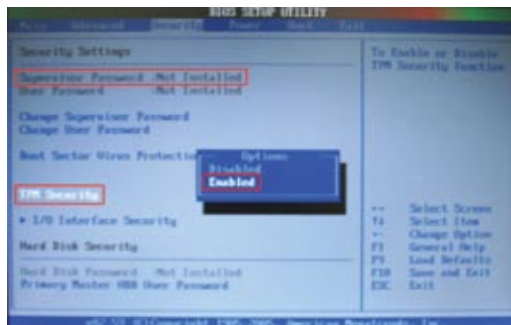 BIOS SETUP UTILITY
Main Advanced Security Power Boot Exit
Security Settings
Supervisor Password :Not Installed
User Password :Not Installed
Change Supervisor Password
Change User Password
Boot Sector Virus Protection
TPM Security
I/O Interface Security
Hard Disk Security
Hard Disk Password :Not Installed
Primary Master HDD User Password
Options
Disabled
Enabled
To Enable or Disable
TPM Security Function
Select Screen
↑↓ Select Item
Change Option
F1 General Help
F9 Load Defaults
F10 Save and Exit
ESC Exit